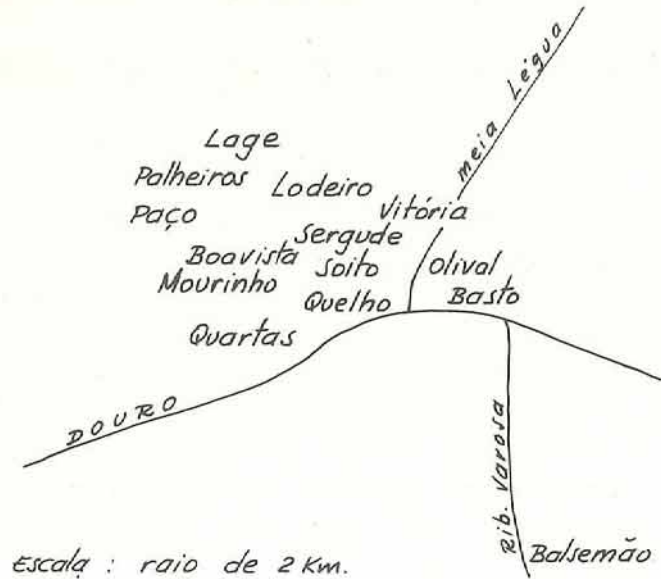 meia Légua
Lage
Palheiros
Lodeiro
Paço
Vitória
Sergude
Boavista
Soito
Olival
Mourinho
Quelho
Basto
Quartas
DOURO
Rib. Varosa
Balsemão
Escala : raio de 2 Km.